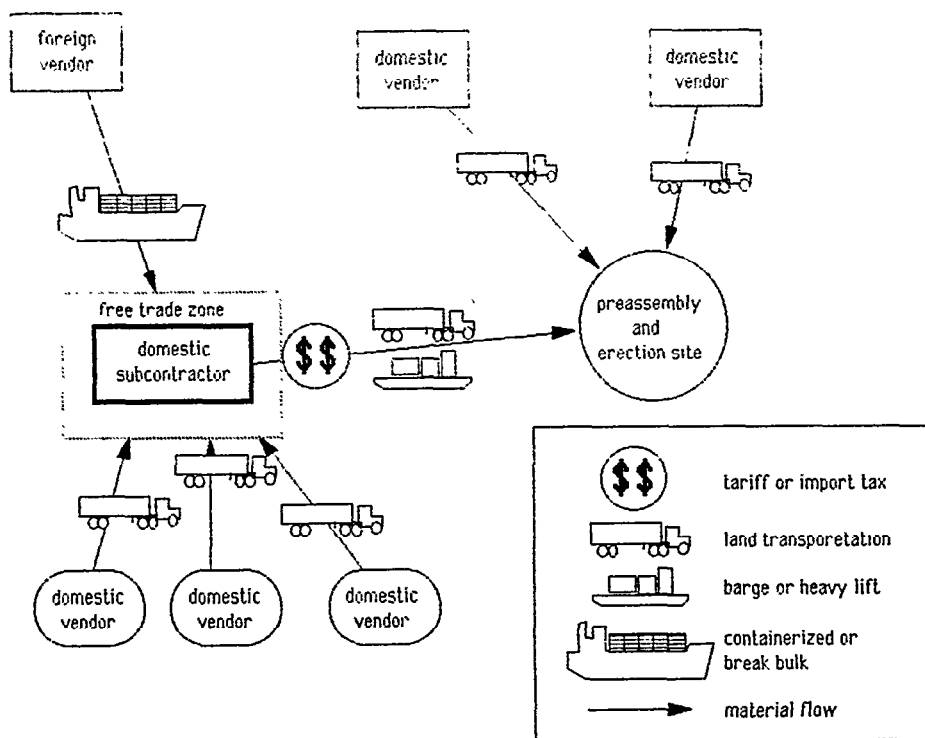 foreign
vendor
domestic
vendor
domestic
vendor
free trade zone
domestic
subcontractor
$$
preassembly
and
erection site
domestic
vendor
domestic
vendor
domestic
vendor
$$
tariff or import tax
land transporetation
barge or heavy lift
containerized or
break bulk
material flow